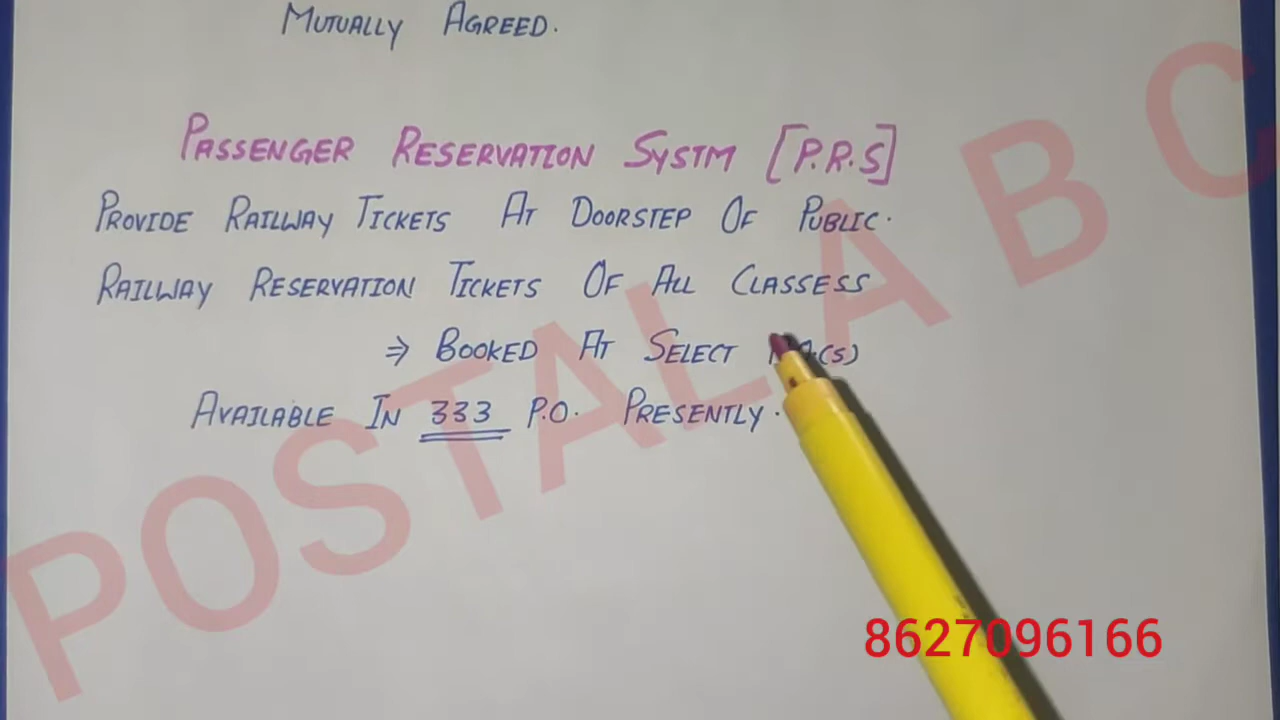 MUTUALLY AGREED.
PASSENGER RESERVATION SYSTM [P.R.S]
PROVIDE RAILWAY TICKETS AT DOORSTEP OF PUBLIC.
RAILWAY RESERVATION TICKETS OF ALL CLASSESS
⇒ BOOKED AT SELECT (S)
AVAILABLE IN 333 P.O. PRESENTLY.
POSTAL A B C
8627096166